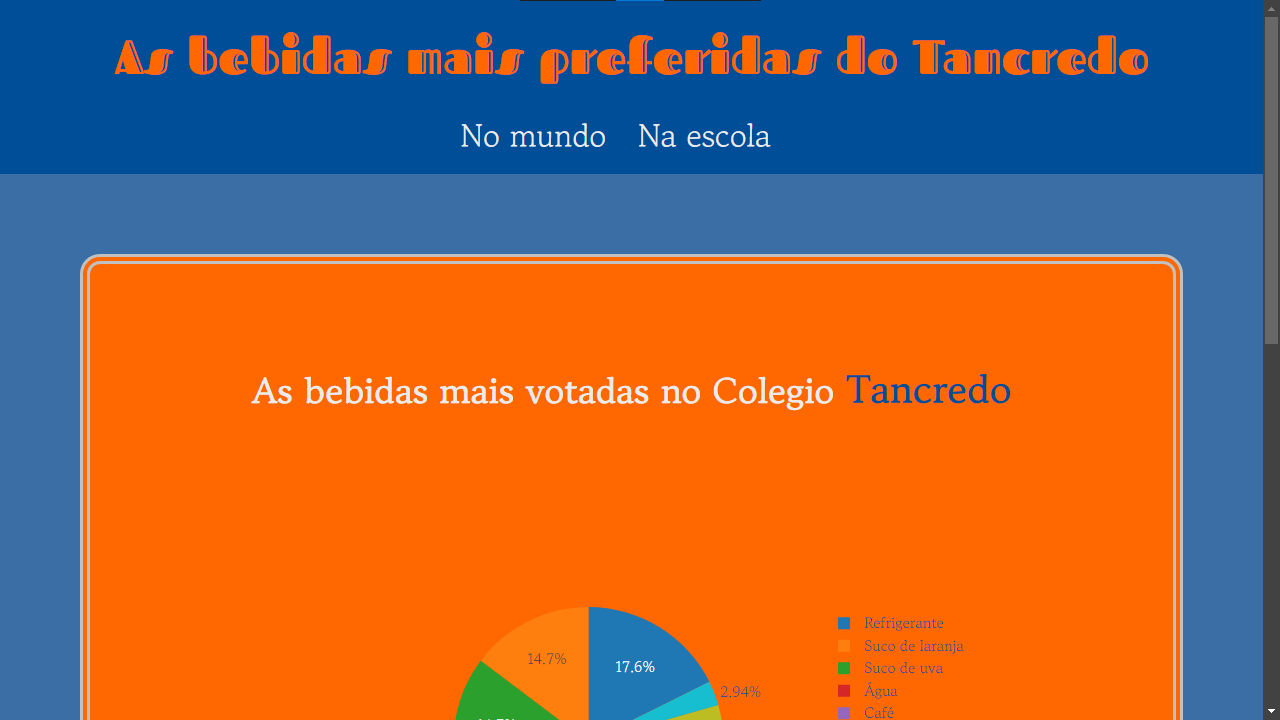 As bebidas mais preferidas do Tancredo
No mundo Na escola
As bebidas mais votadas no Colegio Tancredo
Refrigerante
Suco de laranja
14.7%
17.6%
Suco de uva
2.94%
Água
Café